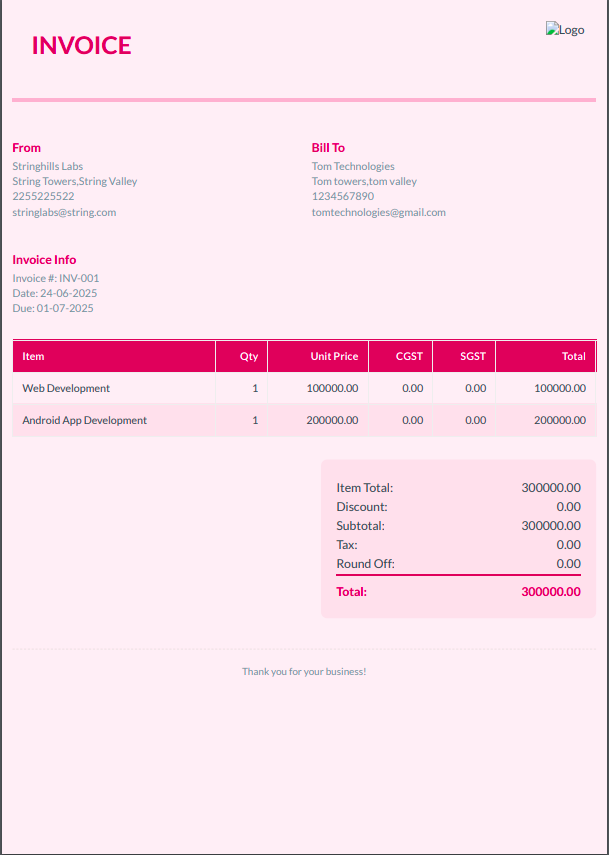 INVOICE
Logo
From
Stringhills Labs
String Towers,String Valley
2255225522
stringlabs@string.com
Bill To
Tom Technologies
Tom towers,tom valley
1234567890
tomtechnologies@gmail.com
Invoice Info
Invoice #: INV-001
Date: 24-06-2025
Due: 01-07-2025
Item Qty Unit Price CGST SGST Total
Web Development 1 100000.00 0.00 0.00 100000.00
Android App Development 1 200000.00 0.00 0.00 200000.00
Item Total: 300000.00
Discount: 0.00
Subtotal: 300000.00
Tax: 0.00
Round Off: 0.00
Total: 300000.00
Thank you for your business!